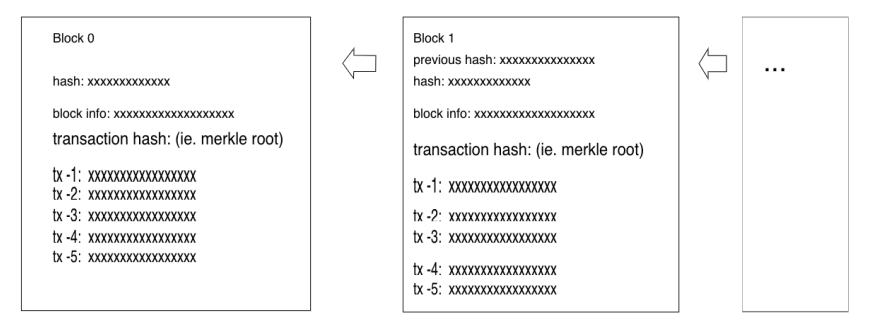 Block 0
hash: xxxxxxxxxxxxx
block info: xxxxxxxxxxxxxxxxxxx
transaction hash: (ie. merkle root)
tx -1: xxxxxxxxxxxxxxxxx
tx -2: xxxxxxxxxxxxxxxxx
tx -3: xxxxxxxxxxxxxxxxx
tx -4: xxxxxxxxxxxxxxxxx
tx -5: xxxxxxxxxxxxxxxxx
Block 1
previous hash: xxxxxxxxxxxxxxx
hash: xxxxxxxxxxxxx
block info: xxxxxxxxxxxxxxxxxxx
transaction hash: (ie. merkle root)
tx -1: xxxxxxxxxxxxxxxxx
tx -2: xxxxxxxxxxxxxxxxx
tx -3: xxxxxxxxxxxxxxxxx
tx -4: xxxxxxxxxxxxxxxxx
tx -5: xxxxxxxxxxxxxxxxx
...